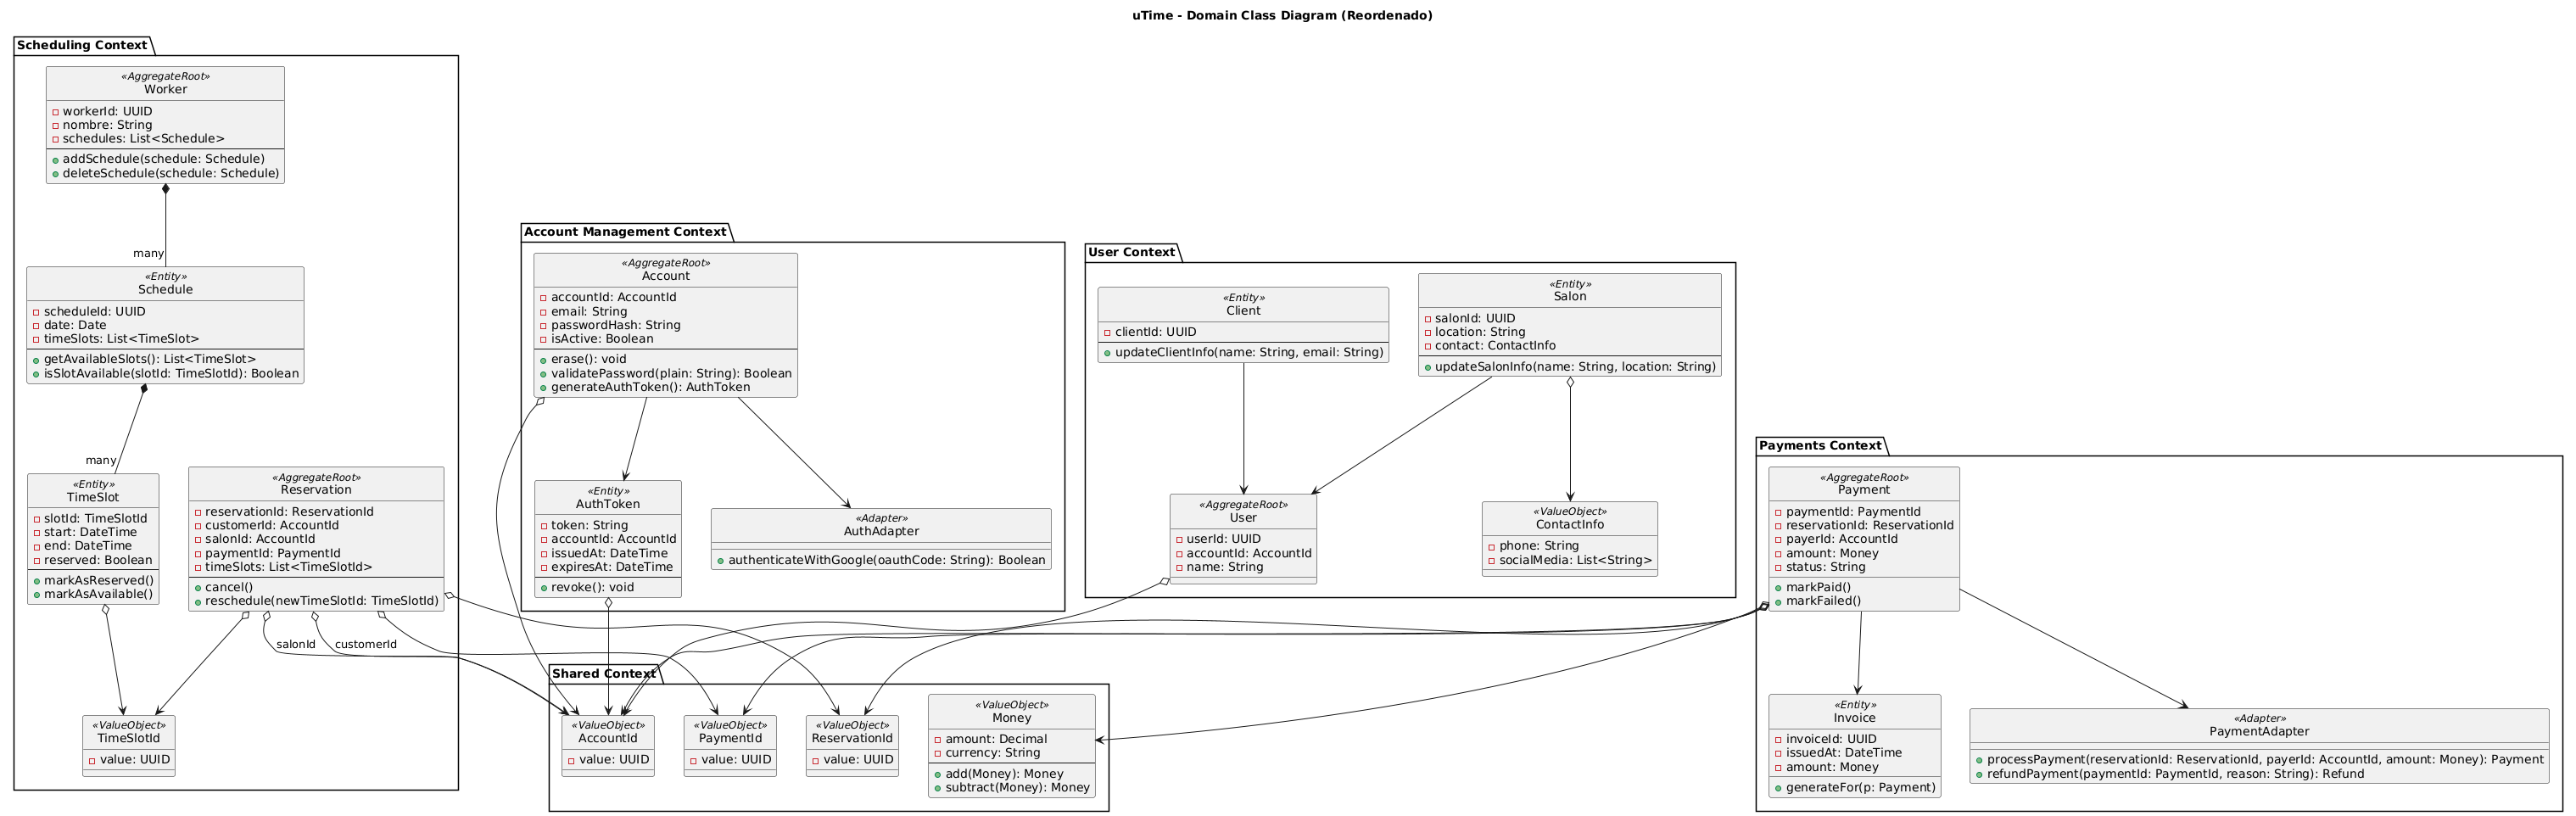 uTime - Domain Class Diagram (Reordenado)
Scheduling Context
«AggregateRoot»
Worker
workerId: UUID
nombre: String
schedules: List<Schedule>
addSchedule(schedule: Schedule)
deleteSchedule(schedule: Schedule)
many
«Entity»
Schedule
scheduleId: UUID
date: Date
timeSlots: List<TimeSlot>
getAvailableSlots(): List<TimeSlot>
isSlotAvailable(slotId: TimeSlotId): Boolean
many
«Entity»
TimeSlot
slotId: TimeSlotId
start: DateTime
end: DateTime
reserved: Boolean
markAsReserved()
markAsAvailable()
«AggregateRoot»
Reservation
reservationId: ReservationId
customerId: AccountId
salonId: AccountId
paymentId: PaymentId
timeSlots: List<TimeSlotId>
cancel()
reschedule(newTimeSlotId: TimeSlotId)
salonId
customerId
«ValueObject»
TimeSlotId
value: UUID
Account Management Context
«AggregateRoot»
Account
accountId: AccountId
email: String
passwordHash: String
isActive: Boolean
erase(): void
validatePassword(plain: String): Boolean
generateAuthToken(): AuthToken
«Entity»
AuthToken
token: String
accountId: AccountId
issuedAt: DateTime
expiresAt: DateTime
revoke(): void
«Adapter»
AuthAdapter
authenticateWithGoogle(oauthCode: String): Boolean
User Context
«Entity»
Client
clientId: UUID
updateClientInfo(name: String, email: String)
«Entity»
Salon
salonId: UUID
location: String
contact: ContactInfo
updateSalonInfo(name: String, location: String)
«AggregateRoot»
User
userId: UUID
accountId: AccountId
name: String
«ValueObject»
ContactInfo
phone: String
socialMedia: List<String>
Shared Context
«ValueObject»
AccountId
value: UUID
«ValueObject»
PaymentId
value: UUID
«ValueObject»
ReservationId
value: UUID
«ValueObject»
Money
amount: Decimal
currency: String
add(Money): Money
subtract(Money): Money
Payments Context
«AggregateRoot»
Payment
paymentId: PaymentId
reservationId: ReservationId
payerId: AccountId
amount: Money
status: String
markPaid()
markFailed()
«Entity»
Invoice
invoiceId: UUID
issuedAt: DateTime
amount: Money
generateFor(p: Payment)
«Adapter»
PaymentAdapter
processPayment(reservationId: ReservationId, payerId: AccountId, amount: Money): Payment
refundPayment(paymentId: PaymentId, reason: String): Refund